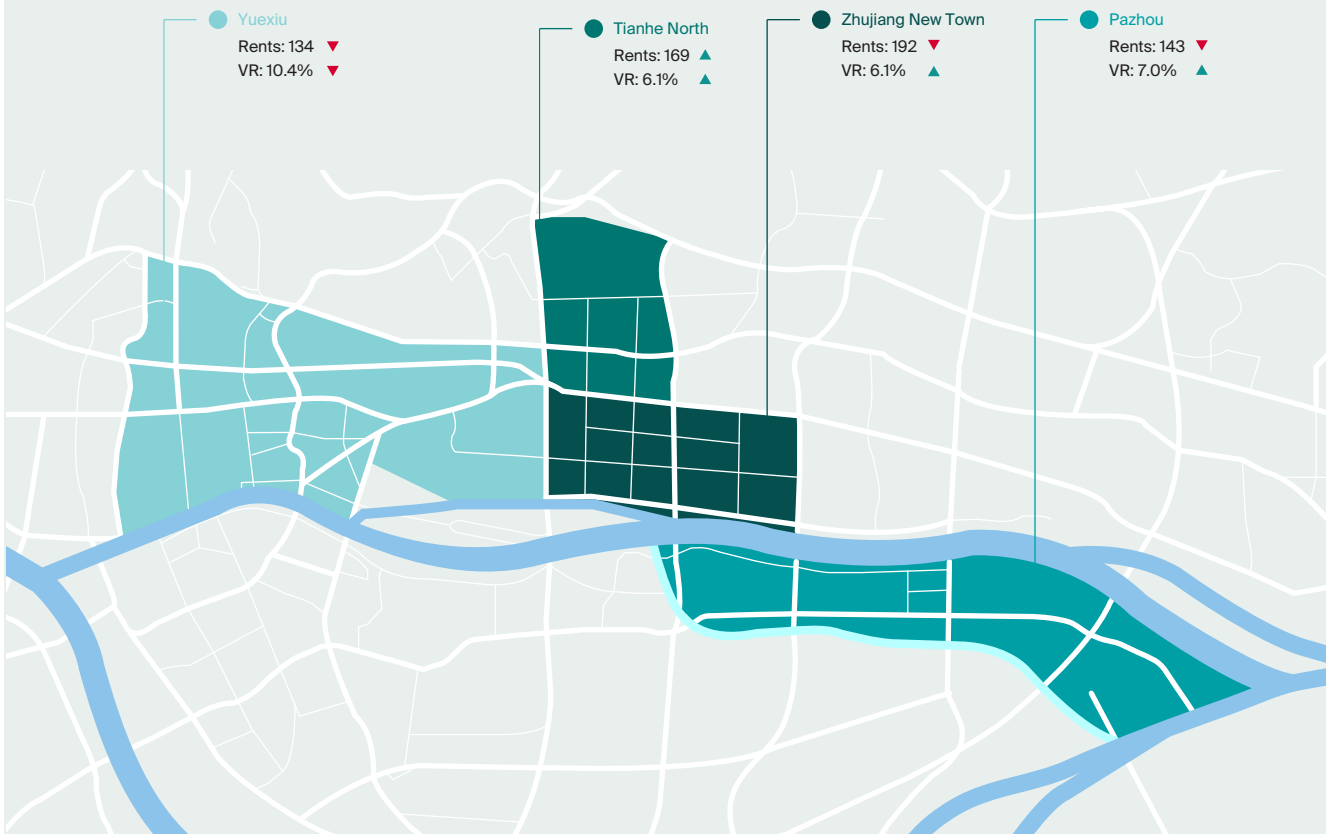 Yuexiu
Rents: 134 ▼
VR: 10.4% ▼
Tianhe North
Rents: 169 ▲
VR: 6.1% ▲
Zhujiang New Town
Rents: 192 ▼
VR: 6.1% ▲
Pazhou
Rents: 143 ▼
VR: 7.0% ▲